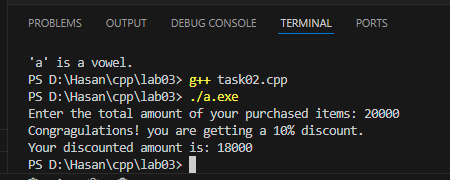 PROBLEMS OUTPUT DEBUG CONSOLE TERMINAL PORTS
'a' is a vowel.
PS D:\Hasan\cpp\lab03> g++ task02.cpp
PS D:\Hasan\cpp\lab03> ./a.exe
Enter the total amount of your purchased items: 20000
Congragulations! you are getting a 10% discount.
Your discounted amount is: 18000
PS D:\Hasan\cpp\lab03>